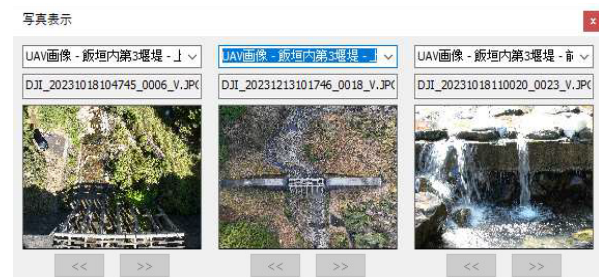 写真表示
x
UAV画像 - 飯垣内第3堰堤 - 上
UAV画像 - 飯垣内第3堰堤 - 上
UAV画像 - 飯垣内第3堰堤 - 前
DJI_20231018104745_0006_V.JPG
DJI_20231213101746_0018_V.JPG
DJI_20231018110020_0023_V.JPG
<< >>
<< >>
<< >>